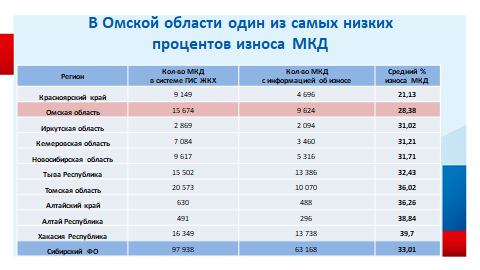 В Омской области один из самых низких
процентов износа МКД
Регион Кол-во МКД в системе ГИС ЖКХ Кол-во МКД с информацией об износе Средний % износа МКД
Красноярский край 9 149 4 696 21,13
Омская область 15 674 9 624 28,38
Иркутская область 2 869 2 094 31,02
Кемеровская область 7 084 3 460 31,21
Новосибирская область 9 617 5 316 31,71
Тыва Республика 15 502 13 386 32,43
Томская область 20 573 10 070 36,02
Алтайский край 630 488 36,26
Алтай Республика 491 296 38,84
Хакасия Республика 16 349 13 738 39,7
Сибирский ФО 97 938 63 168 33,01